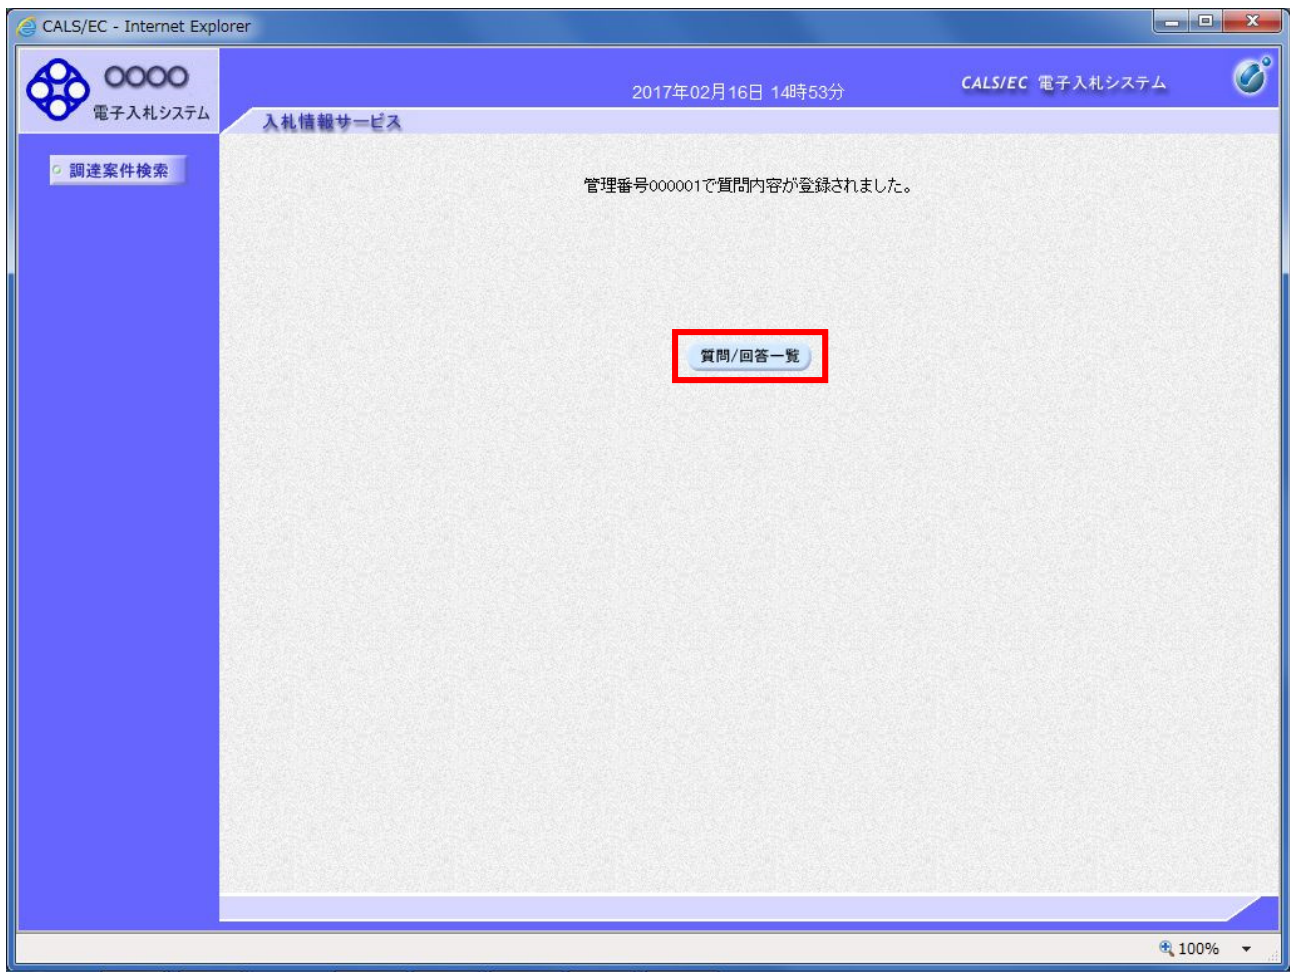 CALS/EC - Internet Explorer
○○○○
電子入札システム
2017年02月16日 14時53分
CALS/EC 電子入札システム
入札情報サービス
調達案件検索
管理番号000001で質問内容が登録されました。
質問/回答一覧
100%